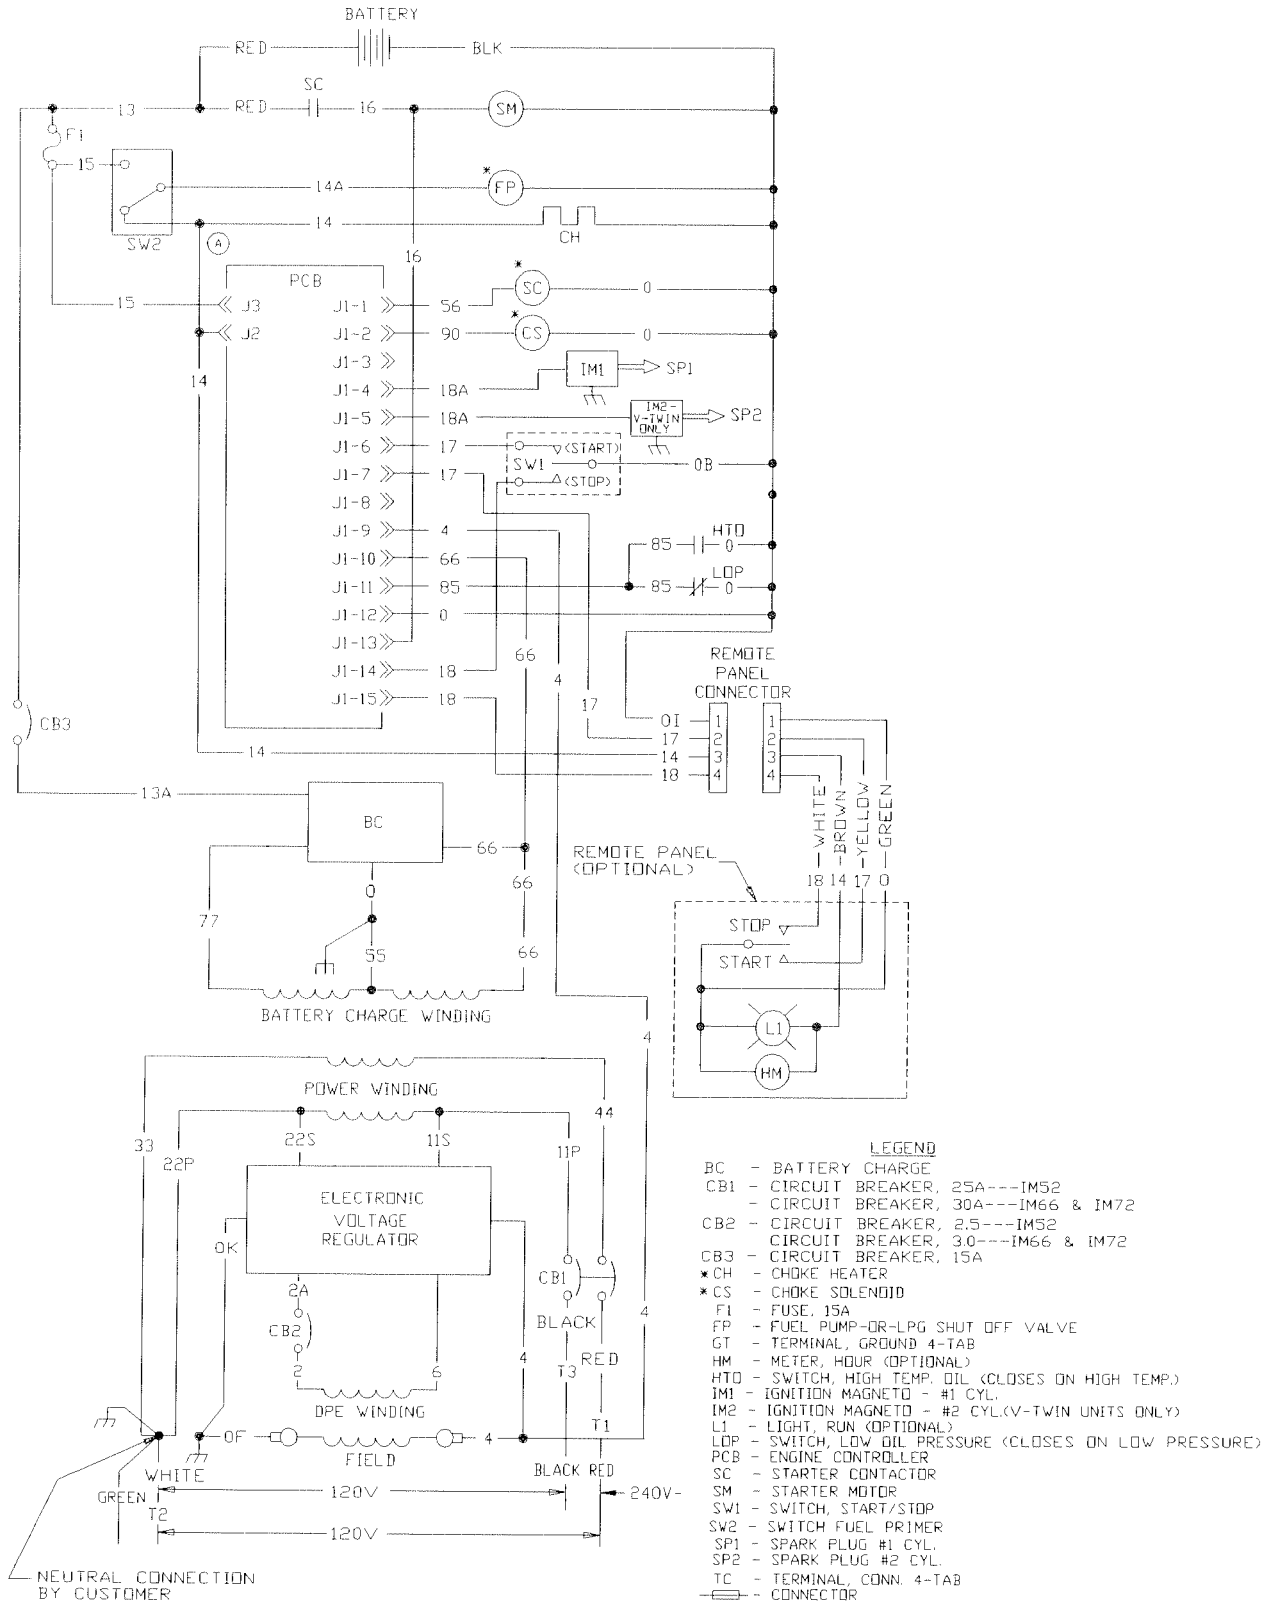 BATTERY
RED
BLK
SC
13
RED
16
SM
F1
15
14A
* FP
14
CH
SW2
A
16
PCB
* SC
15
J3
J1-1
56
0
J2
J1-2
90
* CS
0
J1-3
IM1
SP1
14
J1-4
18A
J1-5
18A
IM2-
V-TWIN
ONLY
SP2
J1-6
17
(START)
SW1
0B
J1-7
17
(STOP)
J1-8
J1-9
4
HTO
85
0
J1-10
66
LOP
J1-11
85
85
0
J1-12
0
J1-13
66
REMOTE
PANEL
CONNECTOR
J1-14
18
4
J1-15
18
17
CB3
0I
1
1
17
2
2
14
14
3
3
18
4
4
13A
BC
66
WHITE
BROWN
YELLOW
GREEN
REMOTE PANEL
(OPTIONAL)
18
14
17
0
0
66
77
STOP
55
66
START
BATTERY CHARGE WINDING
L1
4
HM
POWER WINDING
44
33
22P
22S
11S
11P
ELECTRONIC
VOLTAGE
REGULATOR
0K
CB1
2A
BLACK
4
CB2
RED
2
6
4
T3
DPE WINDING
T1
0F
4
FIELD
WHITE
BLACK
RED
GREEN
120V
240V-
T2
120V
NEUTRAL CONNECTION
BY CUSTOMER
LEGEND
BC - BATTERY CHARGE
CB1 - CIRCUIT BREAKER, 25A---IM52
- CIRCUIT BREAKER, 30A---IM66 & IM72
CB2 - CIRCUIT BREAKER, 2.5---IM52
CIRCUIT BREAKER, 3.0---IM66 & IM72
CB3 - CIRCUIT BREAKER, 15A
* CH - CHOKE HEATER
* CS - CHOKE SOLENOID
F1 - FUSE, 15A
FP - FUEL PUMP-OR-LPG SHUT OFF VALVE
GT - TERMINAL, GROUND 4-TAB
HM - METER, HOUR (OPTIONAL)
HTO - SWITCH, HIGH TEMP. OIL (CLOSES ON HIGH TEMP.)
IM1 - IGNITION MAGNETO - #1 CYL.
IM2 - IGNITION MAGNETO - #2 CYL.(V-TWIN UNITS ONLY)
L1 - LIGHT, RUN (OPTIONAL)
LOP - SWITCH, LOW OIL PRESSURE (CLOSES ON LOW PRESSURE)
PCB - ENGINE CONTROLLER
SC - STARTER CONTACTOR
SM - STARTER MOTOR
SW1 - SWITCH, START/STOP
SW2 - SWITCH FUEL PRIMER
SP1 - SPARK PLUG #1 CYL.
SP2 - SPARK PLUG #2 CYL.
TC - TERMINAL, CONN. 4-TAB
- CONNECTOR